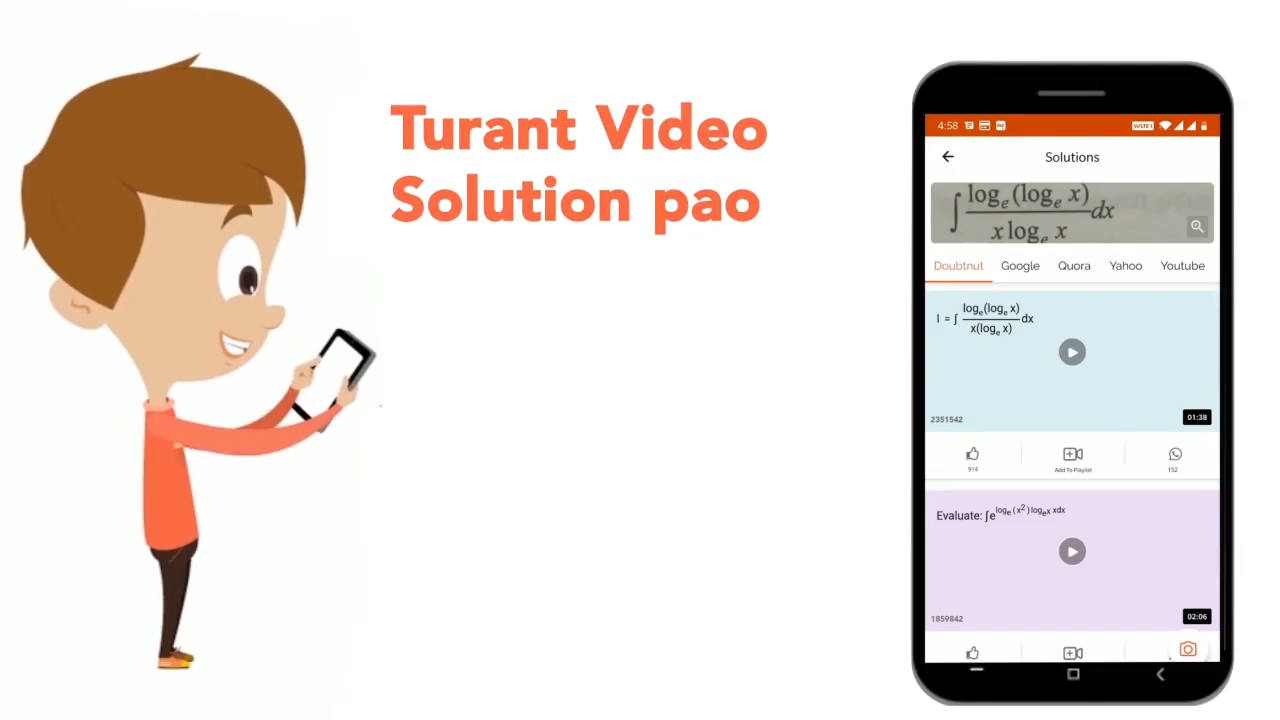 Turant Video
Solution pao
4:58
VoLTE1
Solutions
∫ logₑ(logₑ x) / x logₑ x dx
Doubtnut Google Quora Yahoo Youtube
I = ∫ logₑ(logₑ x) / x(logₑ x) dx
2351542 01:38
914 Add To Playlist 152
Evaluate: ∫e^logₑ(x²)logₑx xdx
1859842 02:06